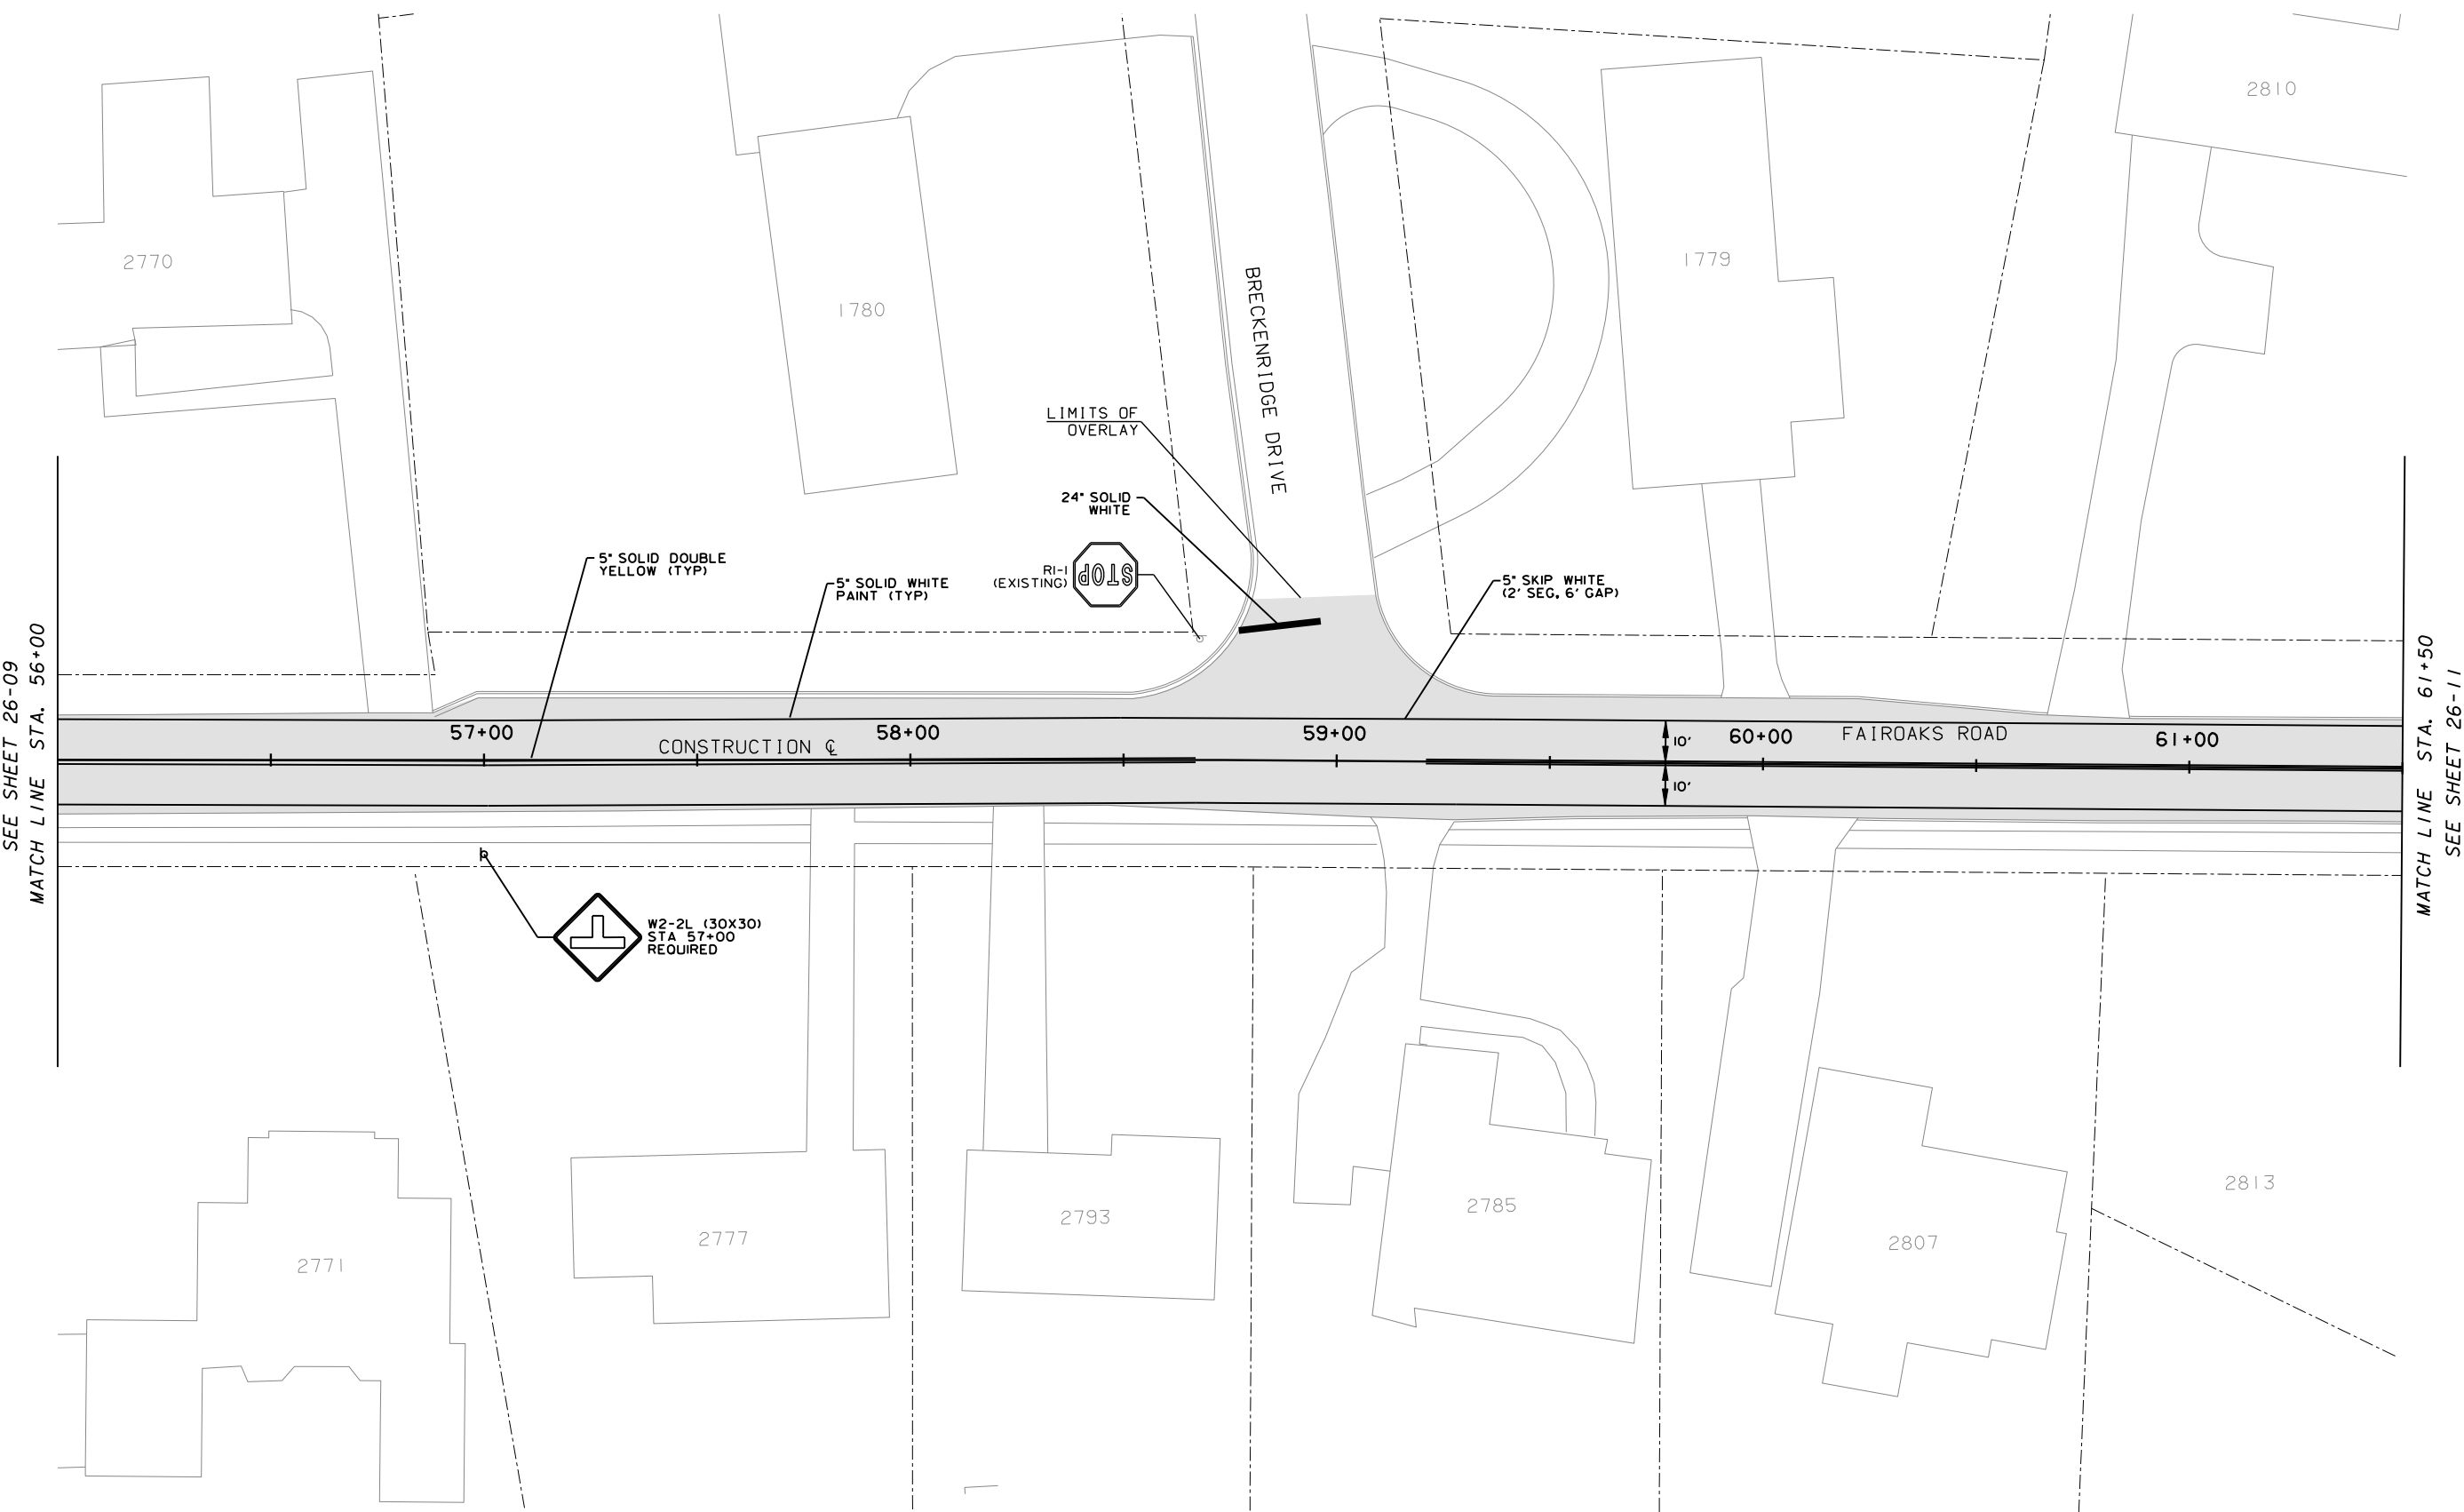 2810
2770
1779
1780
BRECKENRIDGE DRIVE
LIMITS OF
OVERLAY
24" SOLID
WHITE
5" SOLID DOUBLE
YELLOW (TYP)
5" SOLID WHITE
PAINT (TYP)
R1-1
(EXISTING)
STOP
5" SKIP WHITE
(2' SEG, 6' GAP)
SEE SHEET 26-09
MATCH LINE STA. 56+00
57+00
58+00
59+00
60+00
61+00
CONSTRUCTION ℄
FAIROAKS ROAD
10'
10'
MATCH LINE STA. 61+50
SEE SHEET 26-11
W2-2L (30X30)
STA 57+00
REQUIRED
2771
2777
2793
2785
2807
2813